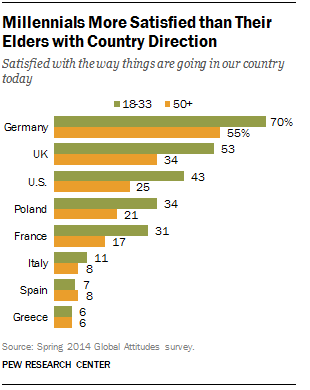 Millennials More Satisfied than Their
Elders with Country Direction
Satisfied with the way things are going in our country
today
18-33 50+
Germany 70% 55%
UK 53 34
U.S. 43 25
Poland 34 21
France 31 17
Italy 11 8
Spain 7 8
Greece 6 6
Source: Spring 2014 Global Attitudes survey.
PEW RESEARCH CENTER